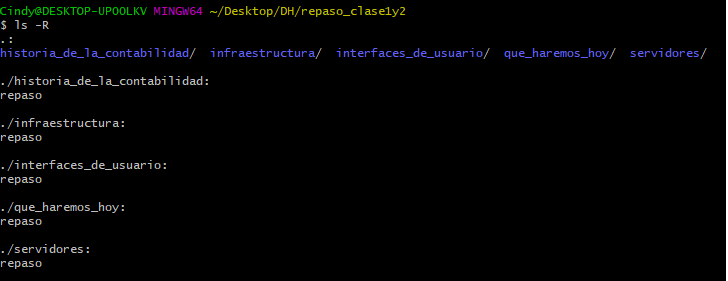 Cindy@DESKTOP-UPOOLKV MINGW64 ~/Desktop/DH/repaso_clase1y2
$ ls -R
.:
historia_de_la_contabilidad/  infraestructura/  interfaces_de_usuario/  que_haremos_hoy/  servidores/

./historia_de_la_contabilidad:
repaso

./infraestructura:
repaso

./interfaces_de_usuario:
repaso

./que_haremos_hoy:
repaso

./servidores:
repaso